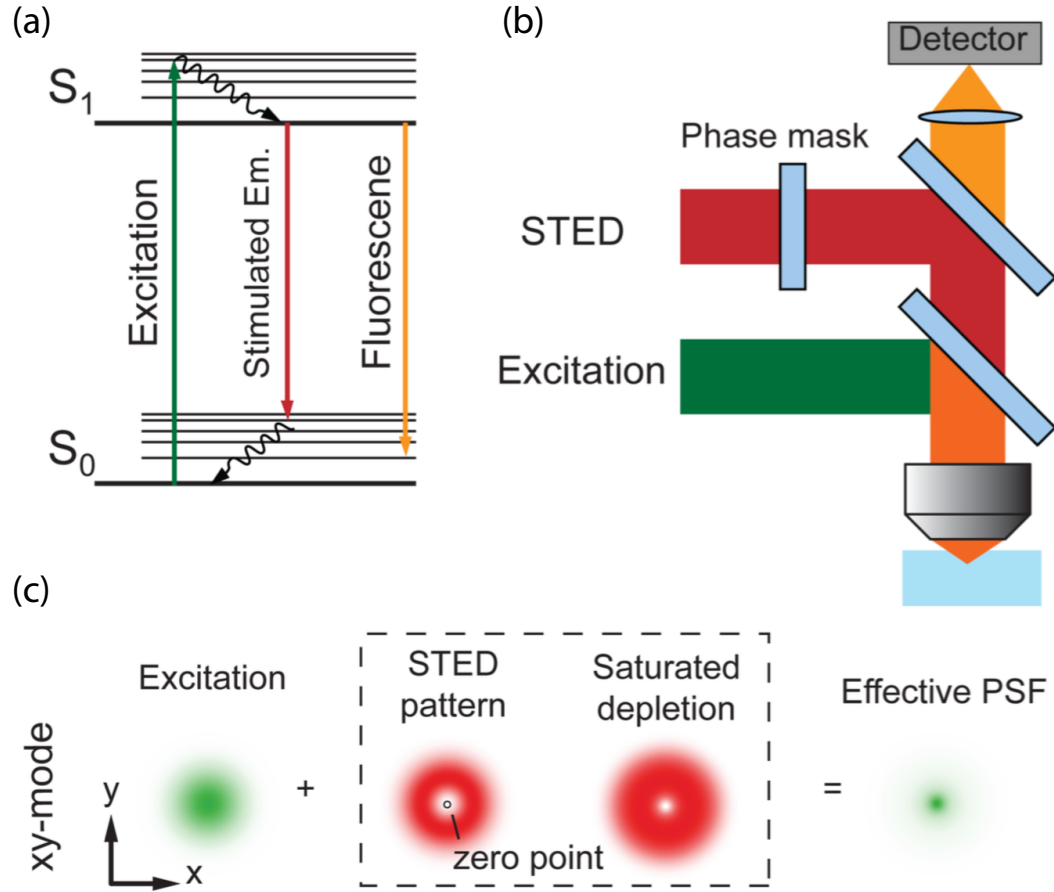 (a)
S1
Excitation
Stimulated Em.
Fluorescene
S0
(b)
Detector
Phase mask
STED
Excitation
(c)
xy-mode
y
x
Excitation
+
STED
pattern
zero point
Saturated
depletion
=
Effective PSF